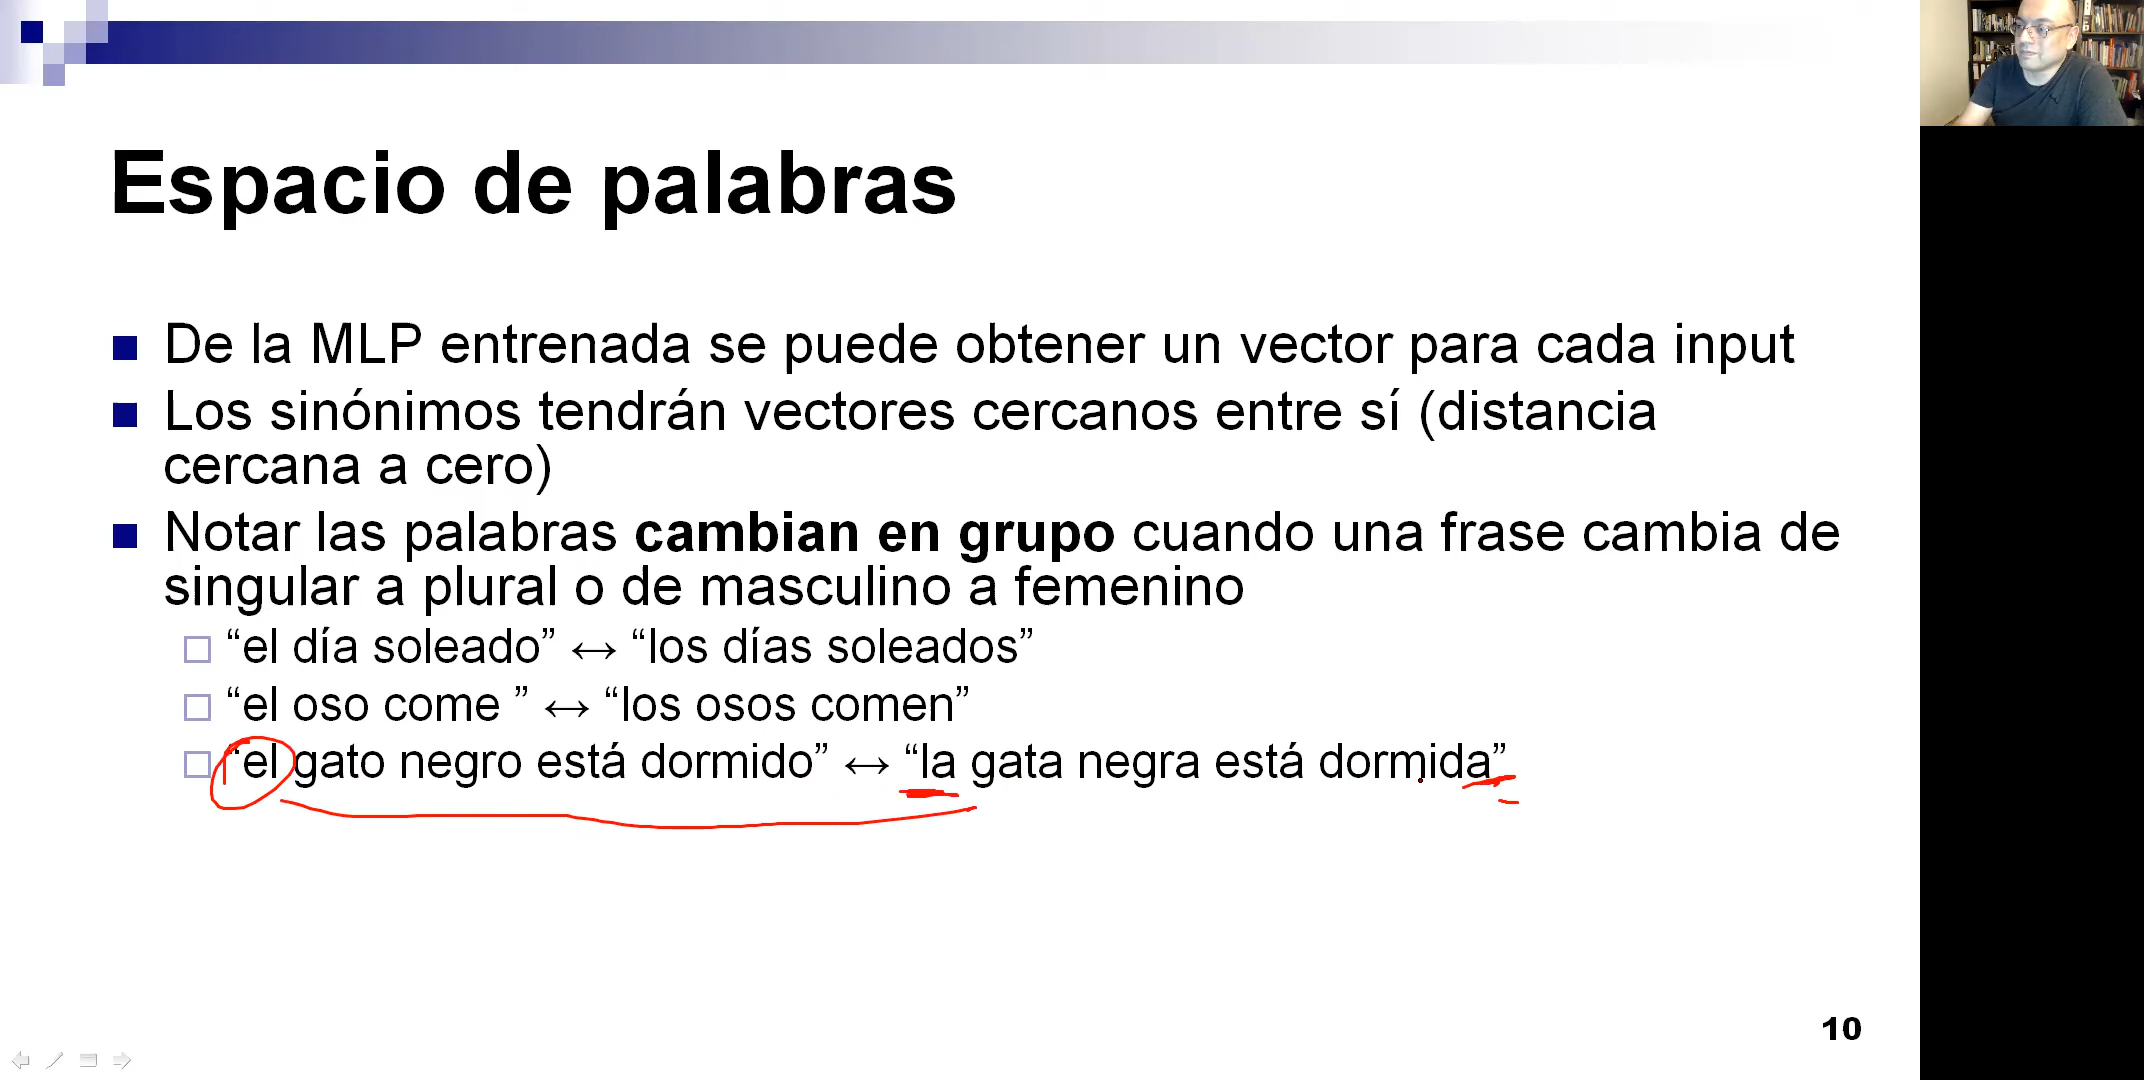 Espacio de palabras
De la MLP entrenada se puede obtener un vector para cada input
Los sinónimos tendrán vectores cercanos entre sí (distancia
cercana a cero)
Notar las palabras cambian en grupo cuando una frase cambia de
singular a plural o de masculino a femenino
“el día soleado” ↔ “los días soleados”
“el oso come ” ↔ “los osos comen”
“el gato negro está dormido” ↔ “la gata negra está dormida”
10